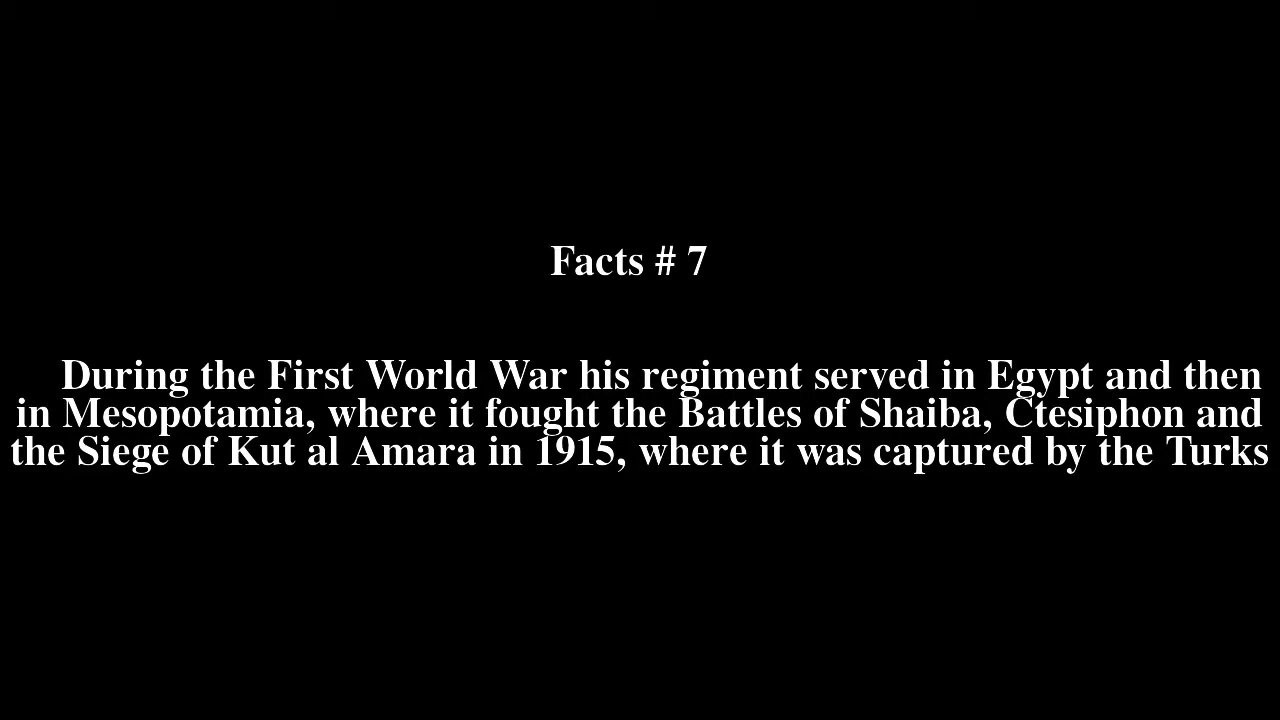 Facts # 7
During the First World War his regiment served in Egypt and then
in Mesopotamia, where it fought the Battles of Shaiba, Ctesiphon and
the Siege of Kut al Amara in 1915, where it was captured by the Turks